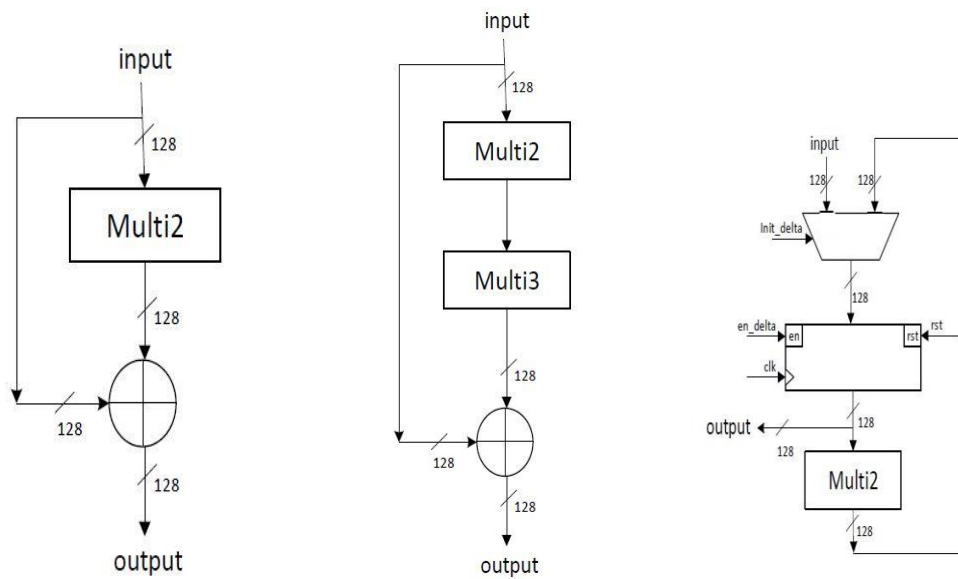 input
128
Multi2
128
128
128
output
input
128
Multi2
Multi3
128
128
128
output
input
128
128
Init_delta
128
en_delta
en
rst
rst
clk
128
output
128
Multi2
128